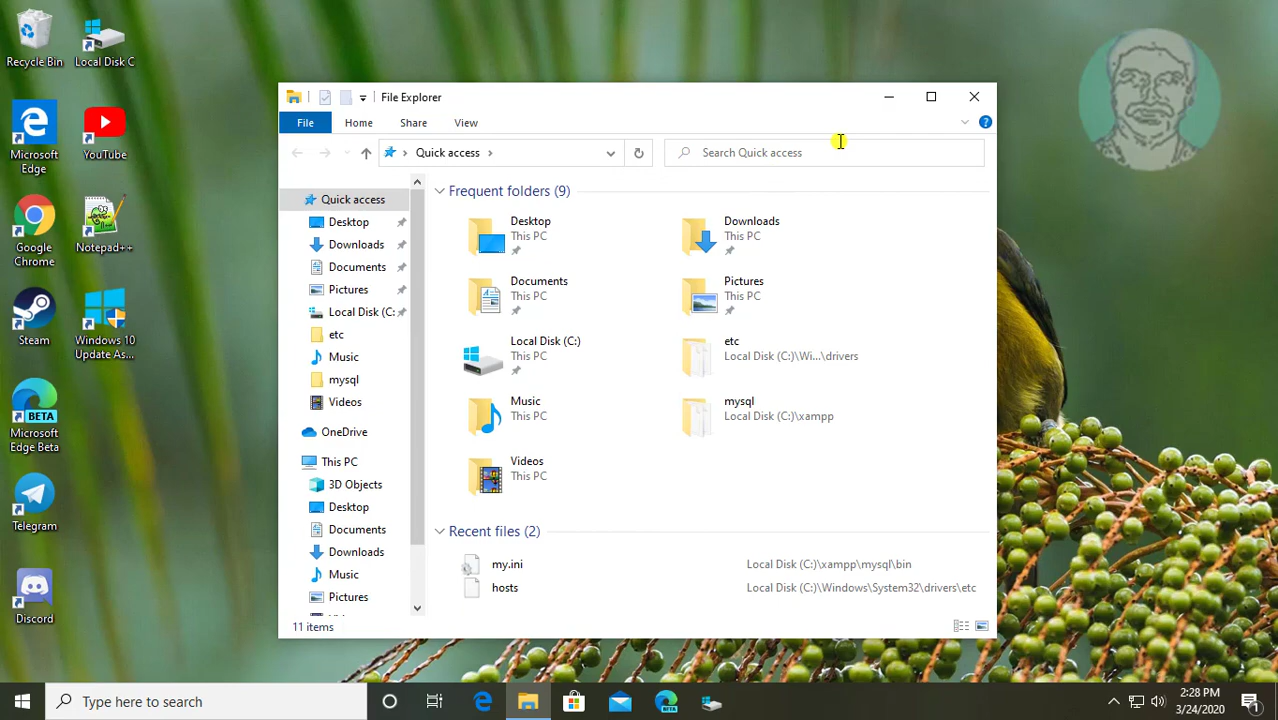 Recycle Bin
Local Disk C
Microsoft
Edge
YouTube
Google
Chrome
Notepad++
Steam
Windows 10
Update As...
BETA
Microsoft
Edge Beta
Telegram
Discord
File Explorer
File
Home
Share
View
Quick access
Search Quick access
Quick access
Desktop
Downloads
Documents
Pictures
Local Disk (C:
etc
Music
mysql
Videos
OneDrive
This PC
3D Objects
Desktop
Documents
Downloads
Music
Pictures
Frequent folders (9)
Desktop
This PC
Downloads
This PC
Documents
This PC
Pictures
This PC
Local Disk (C:)
This PC
etc
Local Disk (C:)\Wi...\drivers
Music
This PC
mysql
Local Disk (C:)\xampp
Videos
This PC
Recent files (2)
my.ini
Local Disk (C:)\xampp\mysql\bin
hosts
Local Disk (C:)\Windows\System32\drivers\etc
11 items
Type here to search
BETA
2:28 PM
3/24/2020
1